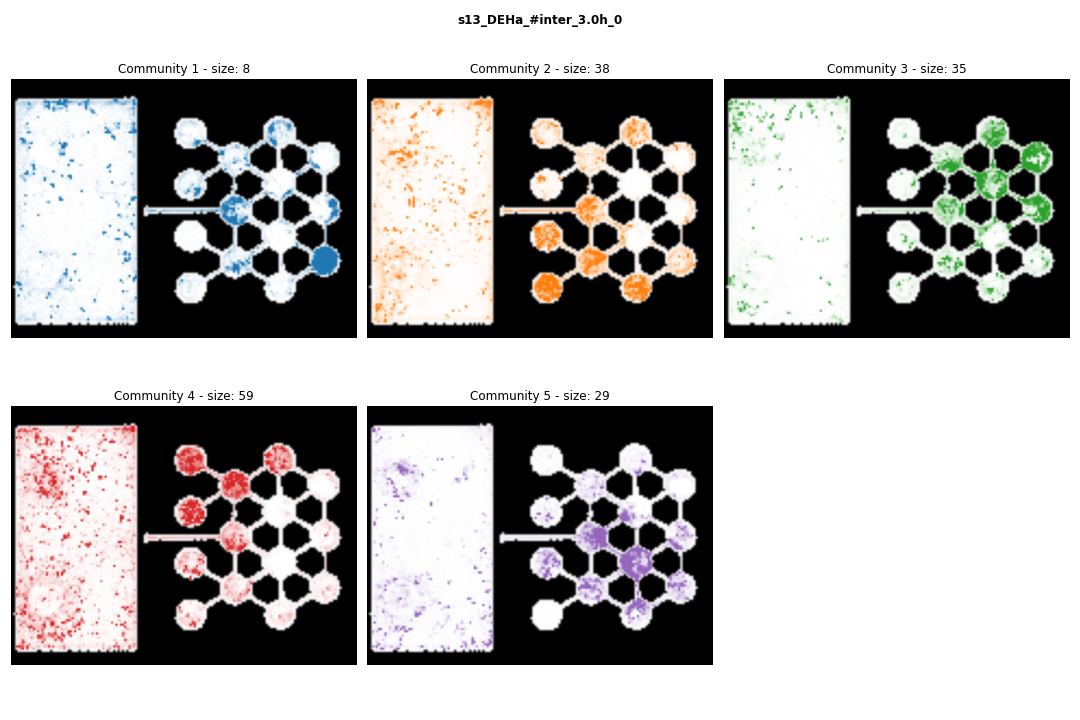 s13_DEHa_#inter_3.0h_0
Community 1 - size: 8
Community 2 - size: 38
Community 3 - size: 35
Community 4 - size: 59
Community 5 - size: 29